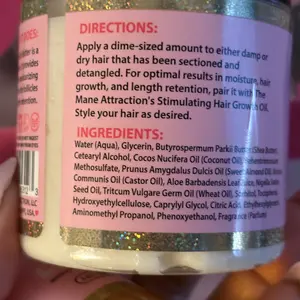 DIRECTIONS:
Apply a dime-sized amount to either damp or
dry hair that has been sectioned and
detangled. For optimal results in moisture, hair
growth, and length retention, pair it with The
Mane Attraction's Stimulating Hair Growth Oil,
Style your hair as desired.
INGREDIENTS:
Water (Aqua), Glycerin, Butyrospermum Parkii Butter (Shea Butter),
Cetearyl Alcohol, Cocos Nucifera Oil (Coconut Oil), Behentrimonium
Methosulfate, Prunus Amygdalus Dulcis Oil (Sweet Almond Oil),
Communis Oil (Castor Oil), Aloe Barbadensis Leaf Juice, Nigella Sativa
Seed Oil, Tritcum Vulgare Germ Oil (Wheat Oil),
Hydroxyethylcellulose, Caprylyl Glycol, Citric Acid,
Aminomethyl Propanol, Phenoxyethanol, Fragrance (Parfum)